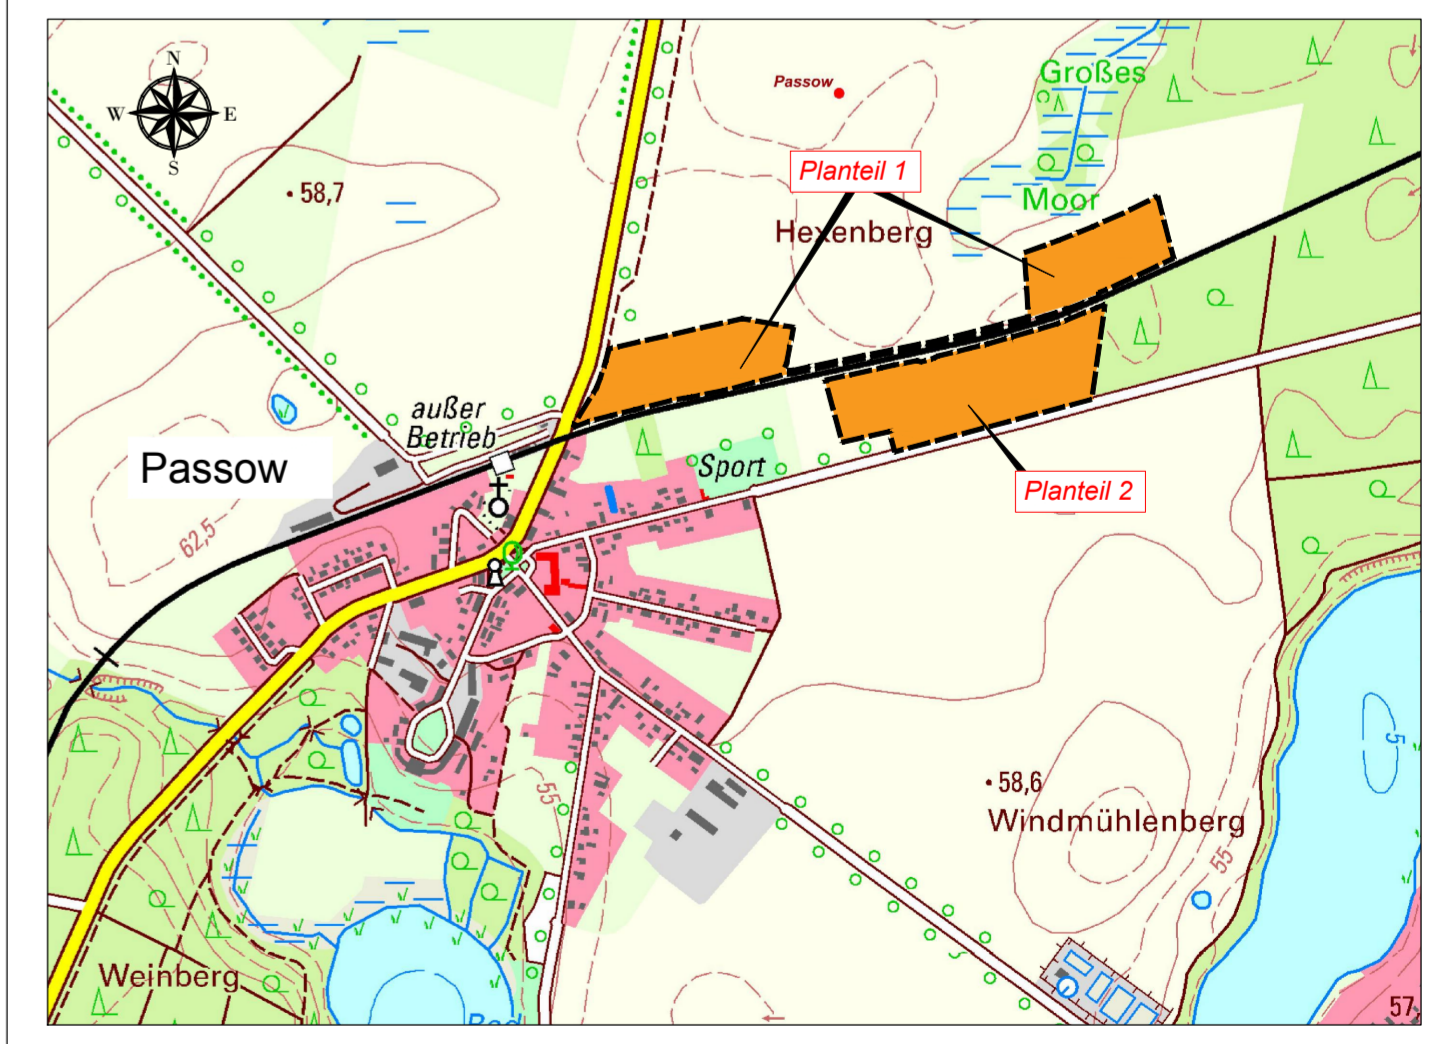 N
W
E
S
Passow
Großes
Moor
Planteil 1
58,7
Hexenberg
außer
Betrieb
Passow
Sport
Planteil 2
62,5
55
5
58,6
Windmühlenberg
55
Weinberg
Bad
57,